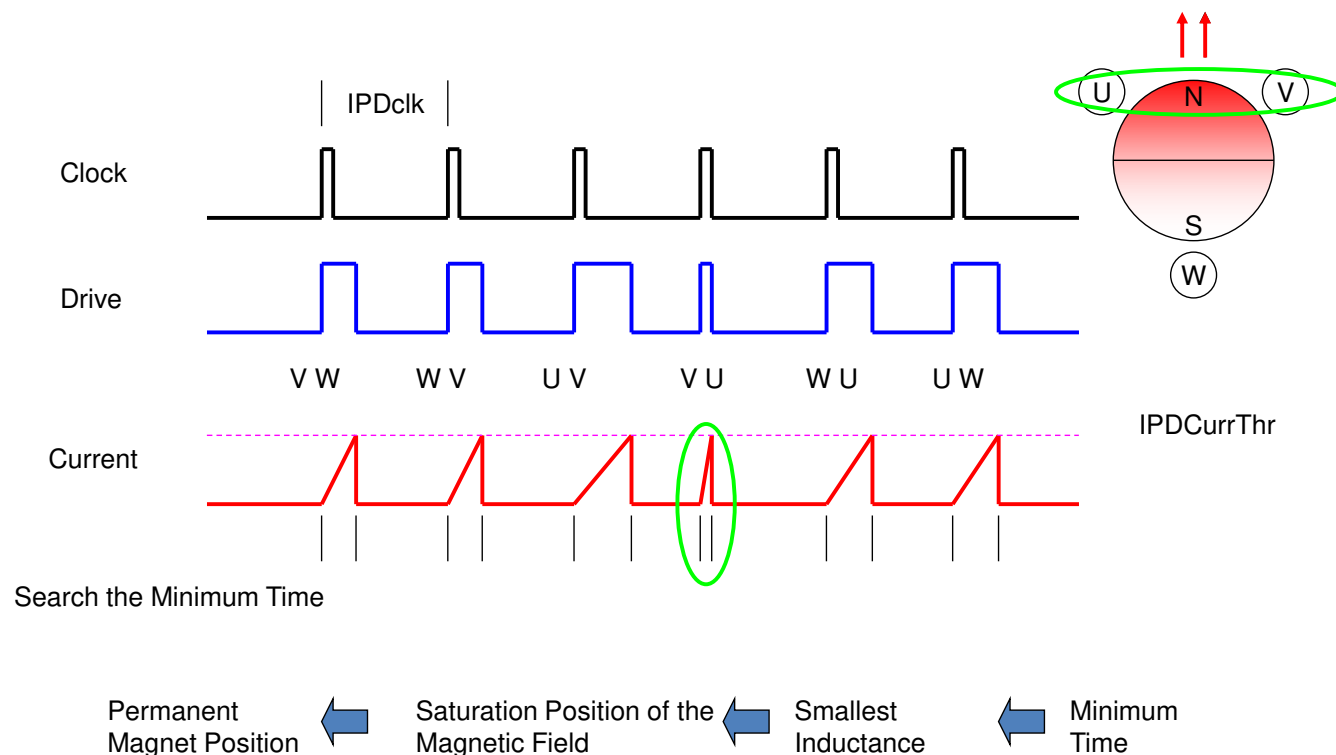 IPDclk
U
N
V
Clock
S
W
Drive
V W
W V
U V
V U
W U
U W
IPDCurrThr
Current
Search the Minimum Time
Permanent
Magnet Position
Saturation Position of the
Magnetic Field
Smallest
Inductance
Minimum
Time